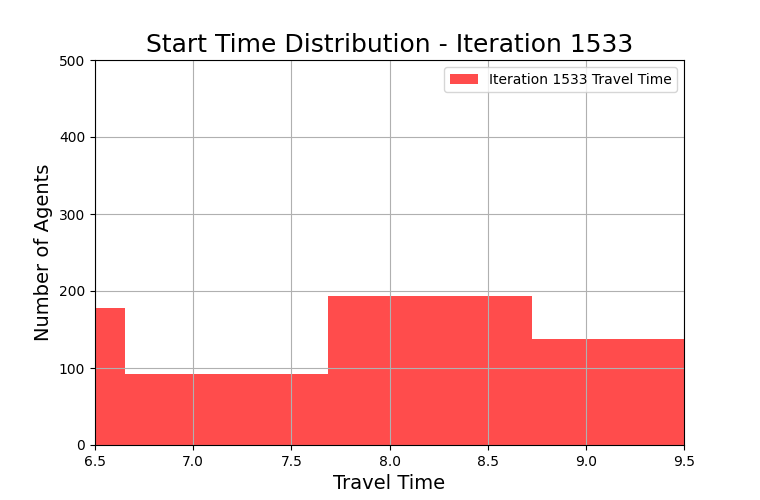 Start Time Distribution - Iteration 1533
Iteration 1533 Travel Time
Number of Agents
500
400
300
200
100
0
6.5 7.0 7.5 8.0 8.5 9.0 9.5
Travel Time